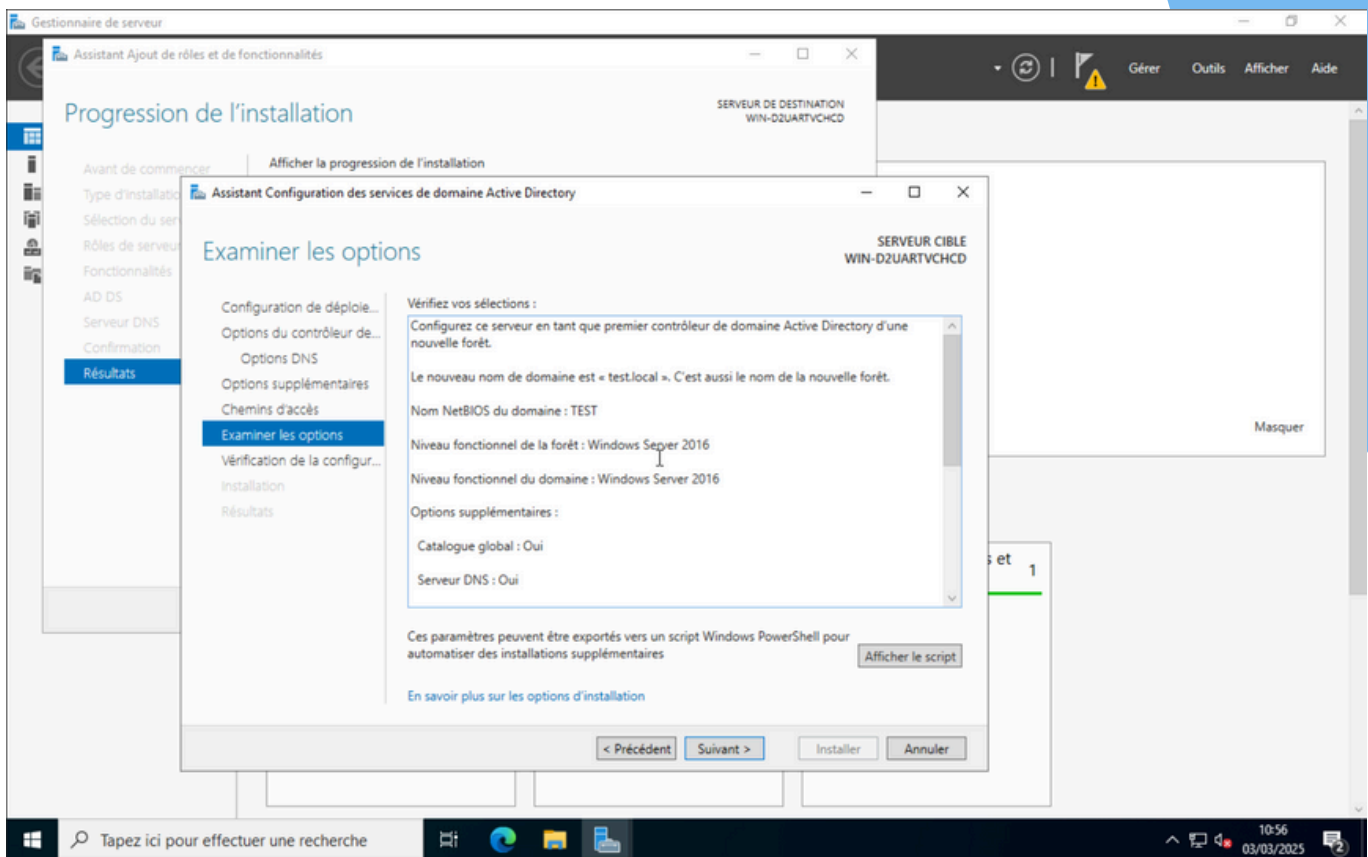 Gestionnaire de serveur
Assistant Ajout de rôles et de fonctionnalités
Gérer
Outils
Afficher
Aide
Progression de l'installation
SERVEUR DE DESTINATION
WIN-D2UARTVCHCD
Avant de commencer
Type d'installatio
Sélection du ser
Rôles de serveur
Fonctionnalités
AD DS
Serveur DNS
Confirmation
Résultats
Afficher la progression de l'installation
Assistant Configuration des services de domaine Active Directory
Examiner les options
SERVEUR CIBLE
WIN-D2UARTVCHCD
Configuration de déploie...
Options du contrôleur de...
Options DNS
Options supplémentaires
Chemins d'accès
Examiner les options
Vérification de la configur...
Installation
Résultats
Vérifiez vos sélections :
Configurez ce serveur en tant que premier contrôleur de domaine Active Directory d'une
nouvelle forêt.
Le nouveau nom de domaine est « test.local ». C'est aussi le nom de la nouvelle forêt.
Nom NetBIOS du domaine : TEST
Niveau fonctionnel de la forêt : Windows Server 2016
Niveau fonctionnel du domaine : Windows Server 2016
Options supplémentaires :
Catalogue global : Oui
Serveur DNS : Oui
Ces paramètres peuvent être exportés vers un script Windows PowerShell pour
automatiser des installations supplémentaires
Afficher le script
En savoir plus sur les options d'installation
< Précédent
Suivant >
Installer
Annuler
Masquer
s et
1
Tapez ici pour effectuer une recherche
10:56
03/03/2025
2